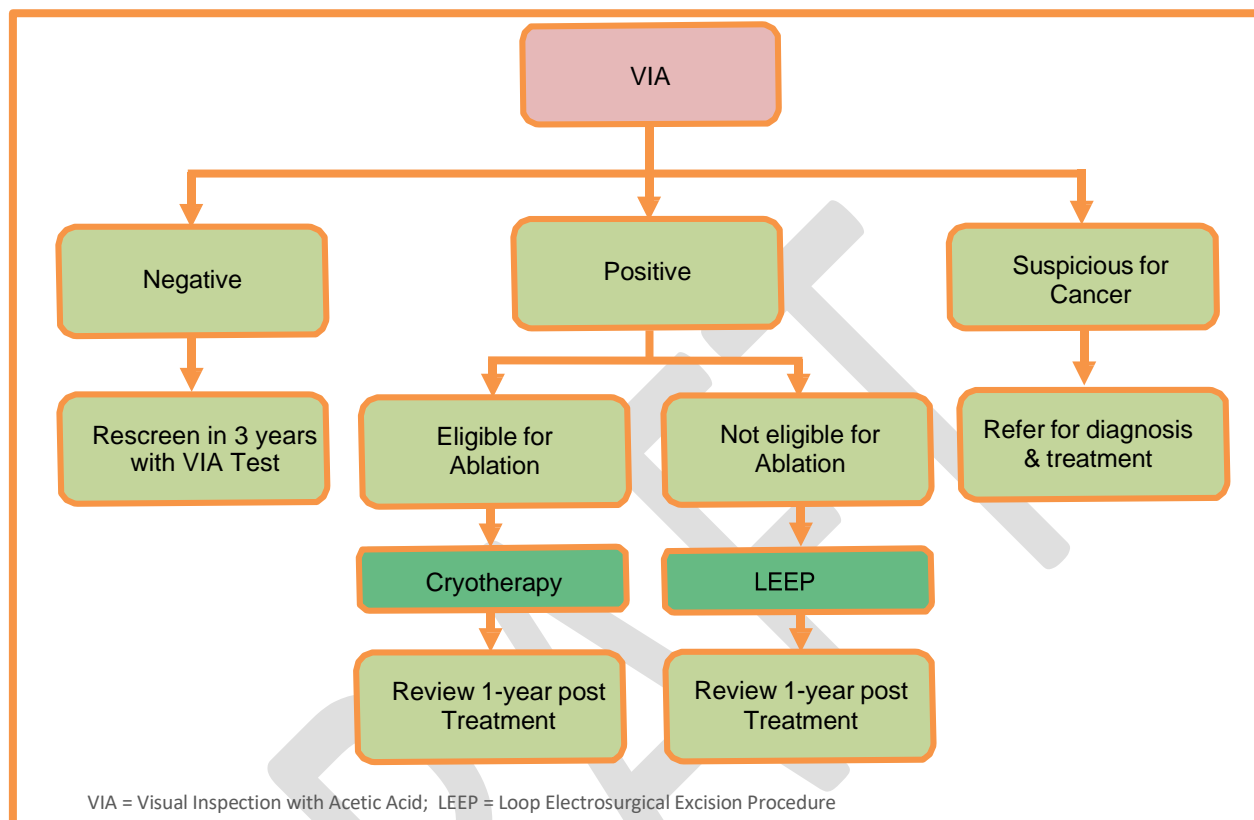 VIA
Negative
Positive
Suspicious for
Cancer
Rescreen in 3 years
with VIA Test
Eligible for
Ablation
Not eligible for
Ablation
Refer for diagnosis
& treatment
Cryotherapy
LEEP
Review 1-year post
Treatment
Review 1-year post
Treatment
VIA = Visual Inspection with Acetic Acid; LEEP = Loop Electrosurgical Excision Procedure
DRAFT